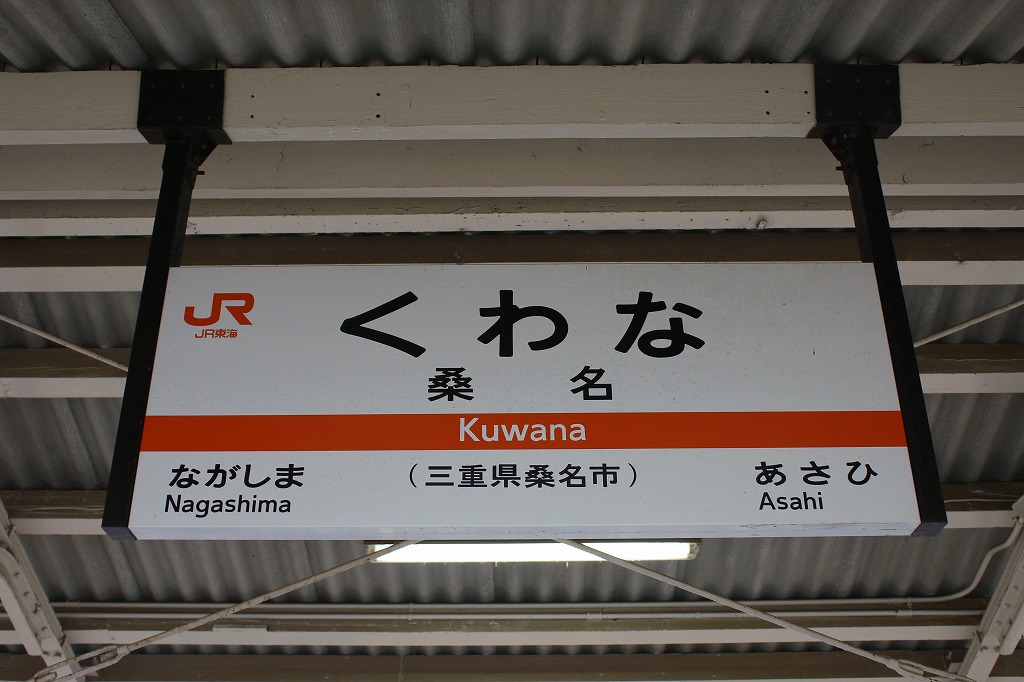 JR
JR東海
くわな
桑名
Kuwana
ながしま
Nagashima
（三重県桑名市）
あさひ
Asahi